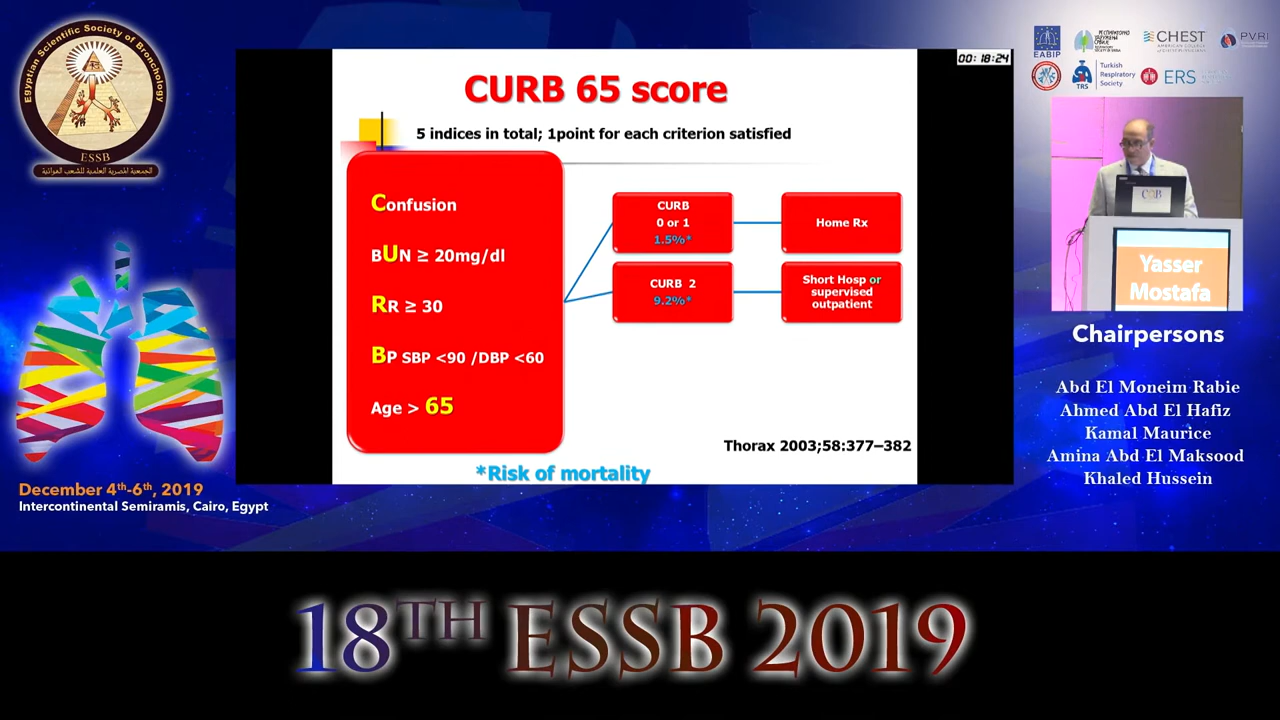 Egyptian Scientific Society of Bronchology
ESSB
الجمعية المصرية العلمية للشعب الهوائية
December 4th-6th, 2019
Intercontinental Semiramis, Cairo, Egypt
00:18:24
CURB 65 score
5 indices in total; 1point for each criterion satisfied
Confusion
BUN ≥ 20mg/dl
RR ≥ 30
BP SBP <90 /DBP <60
Age > 65
CURB
0 or 1
1.5%*
Home Rx
CURB 2
9.2%*
Short Hosp or
supervised
outpatient
Thorax 2003;58:377–382
*Risk of mortality
EABIP
CHEST
PVRI
TRS
Turkish
Respiratory
Society
ERS
Yasser
Mostafa
Chairpersons
Abd El Moneim Rabie
Ahmed Abd El Hafiz
Kamal Maurice
Amina Abd El Maksood
Khaled Hussein
18TH ESSB 2019